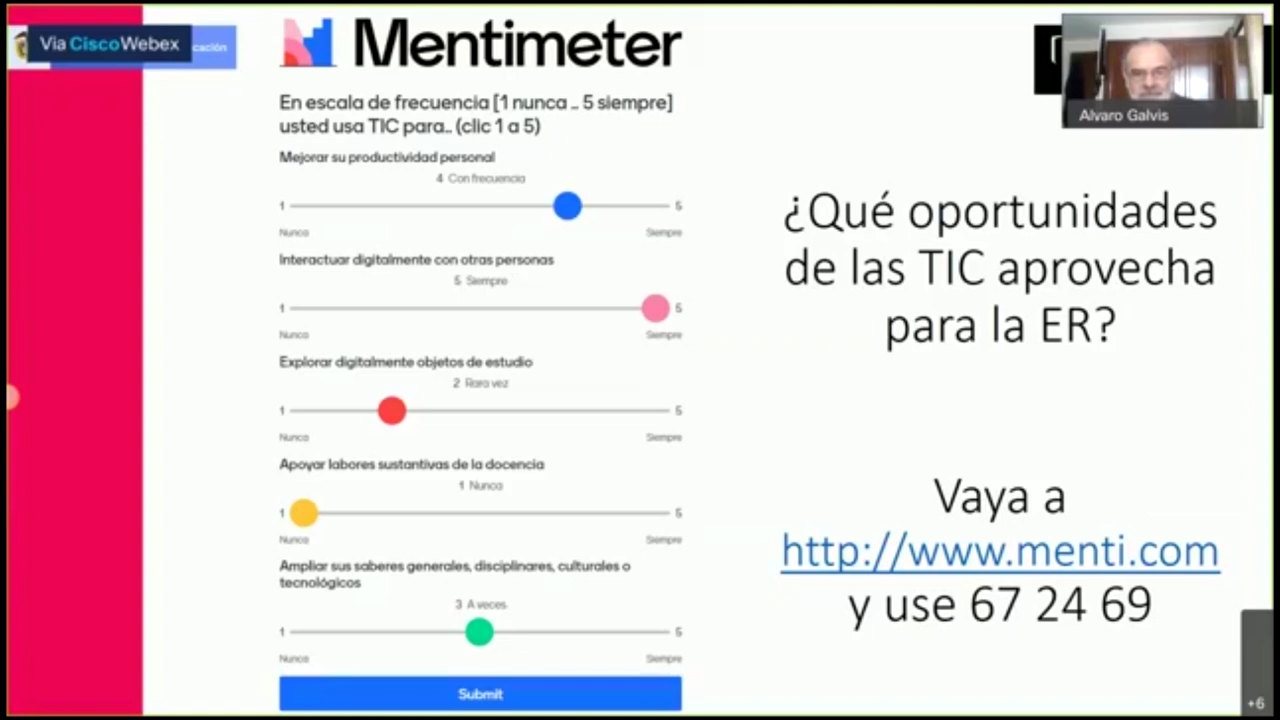 Via CiscoWebex
cación
Mentimeter
En escala de frecuencia [1 nunca .. 5 siempre]
usted usa TIC para.. (clic 1 a 5)
Mejorar su productividad personal
4 Con frecuencia
1
5
Nunca
Siempre
Interactuar digitalmente con otras personas
5 Siempre
1
5
Nunca
Siempre
Explorar digitalmente objetos de estudio
2 Rara vez
1
5
Nunca
Siempre
Apoyar labores sustantivas de la docencia
1 Nunca
1
5
Nunca
Siempre
Ampliar sus saberes generales, disciplinares, culturales o
tecnológicos
3 A veces
1
5
Nunca
Siempre
Submit
Alvaro Galvis
¿Qué oportunidades
de las TIC aprovecha
para la ER?
Vaya a
http://www.menti.com
y use 67 24 69
+6